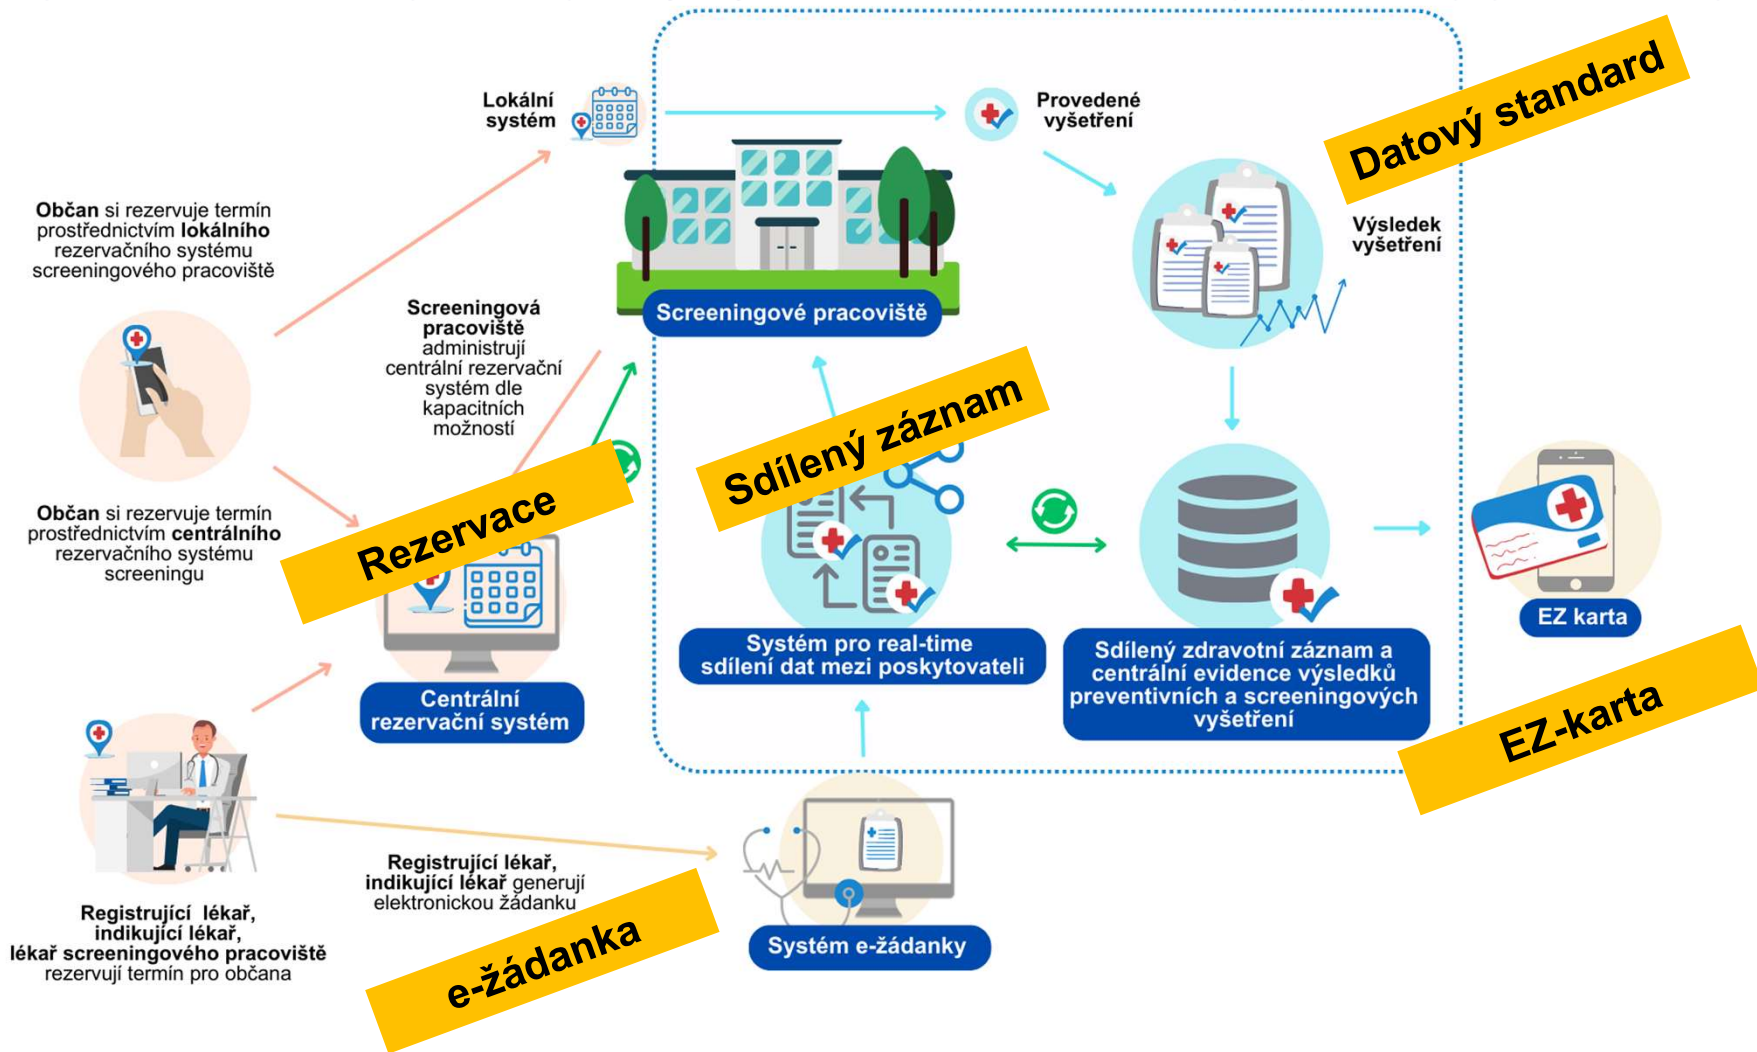 Lokální
systém
Provedené
vyšetření
Datový standard
Výsledek
vyšetření
Občan si rezervuje termín
prostřednictvím lokálního
rezervačního systému
screeningového pracoviště
Screeningové pracoviště
Screeningová
pracoviště
administrují
centrální rezervační
systém dle
kapacitních
možností
Sdílený záznam
Rezervace
Občan si rezervuje termín
prostřednictvím centrálního
rezervačního systému
screeningu
Centrální
rezervační systém
Systém pro real-time
sdílení dat mezi poskytovateli
Sdílený zdravotní záznam a
centrální evidence výsledků
preventivních a screeningových
vyšetření
EZ karta
EZ-karta
Registrující lékař,
indikující lékař generují
elektronickou žádanku
Registrující  lékař,
indikující lékař,
lékař screeningového pracoviště
rezervují termín pro občana
e-žádanka
Systém e-žádanky